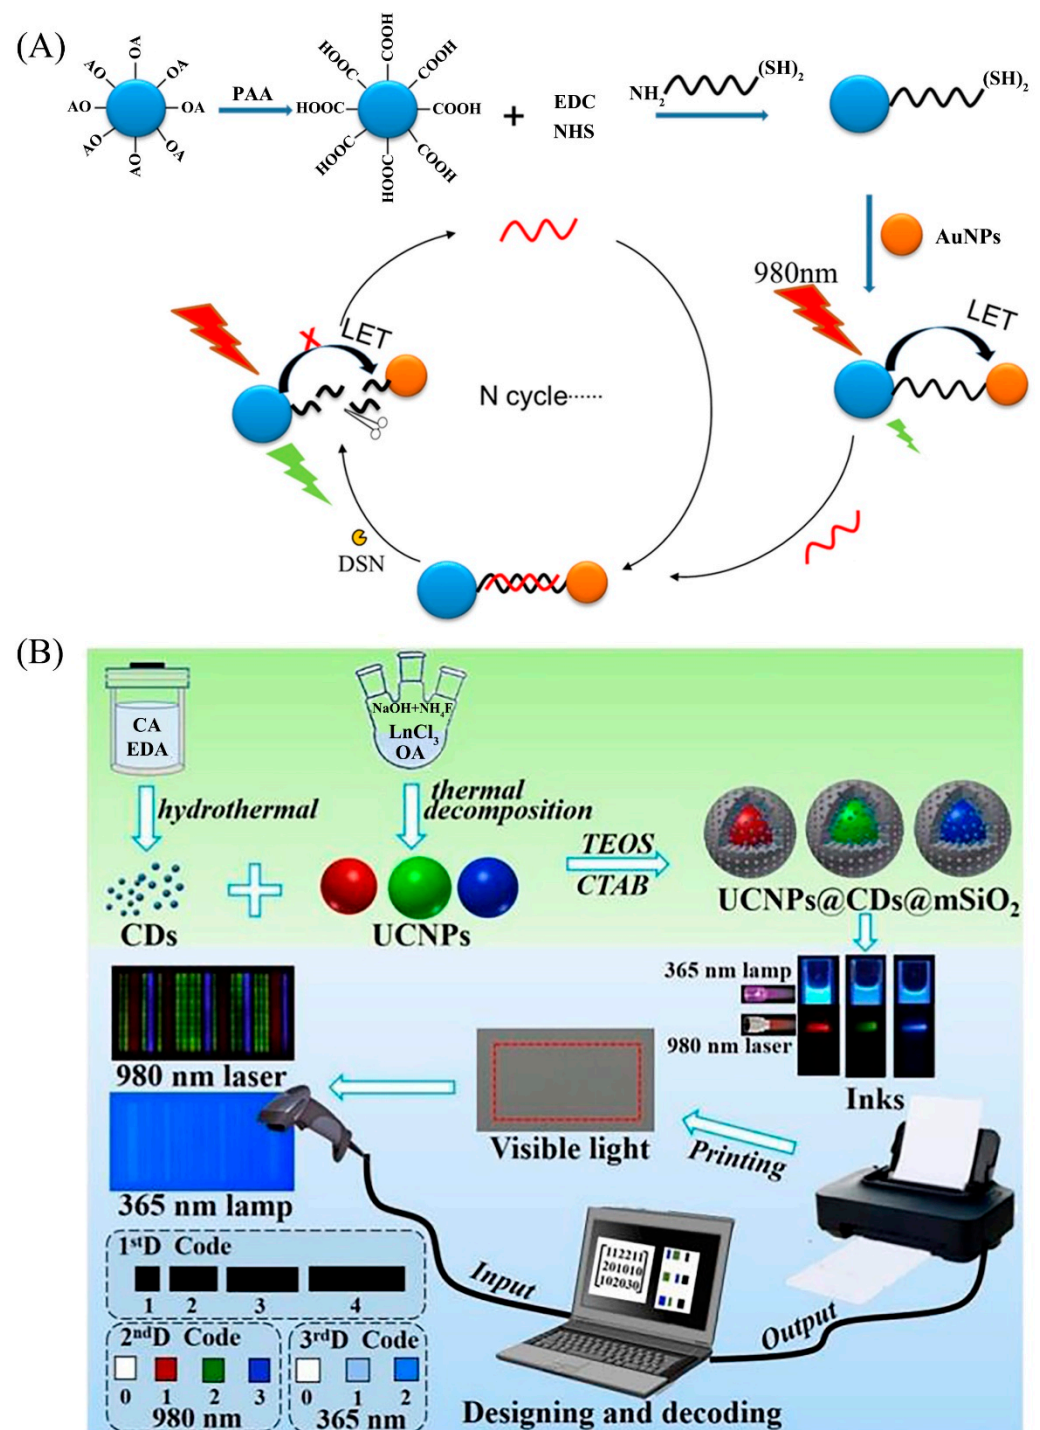 (A)
OA
AO
OA
AO
OA
AO
OA
AO
PAA
COOH
HOOC
COOH
HOOC
COOH
HOOC
COOH
HOOC
+
EDC
NHS
NH2
(SH)2
(SH)2
AuNPs
980nm
LET
X
LET
N cycle······
DSN
(B)
CA
EDA
NaOH+NH4F
LnCl3
OA
hydrothermal
thermal
decomposition
TEOS
CTAB
CDs
UCNPs
UCNPs@CDs@mSiO2
365 nm lamp
980 nm laser
Inks
980 nm laser
Visible light
Printing
365 nm lamp
1stD Code
1 2 3 4
2ndD Code
0 1 2 3
980 nm
3rdD Code
0 1 2
365 nm
Input
112211
201010
102030
Output
Designing and decoding